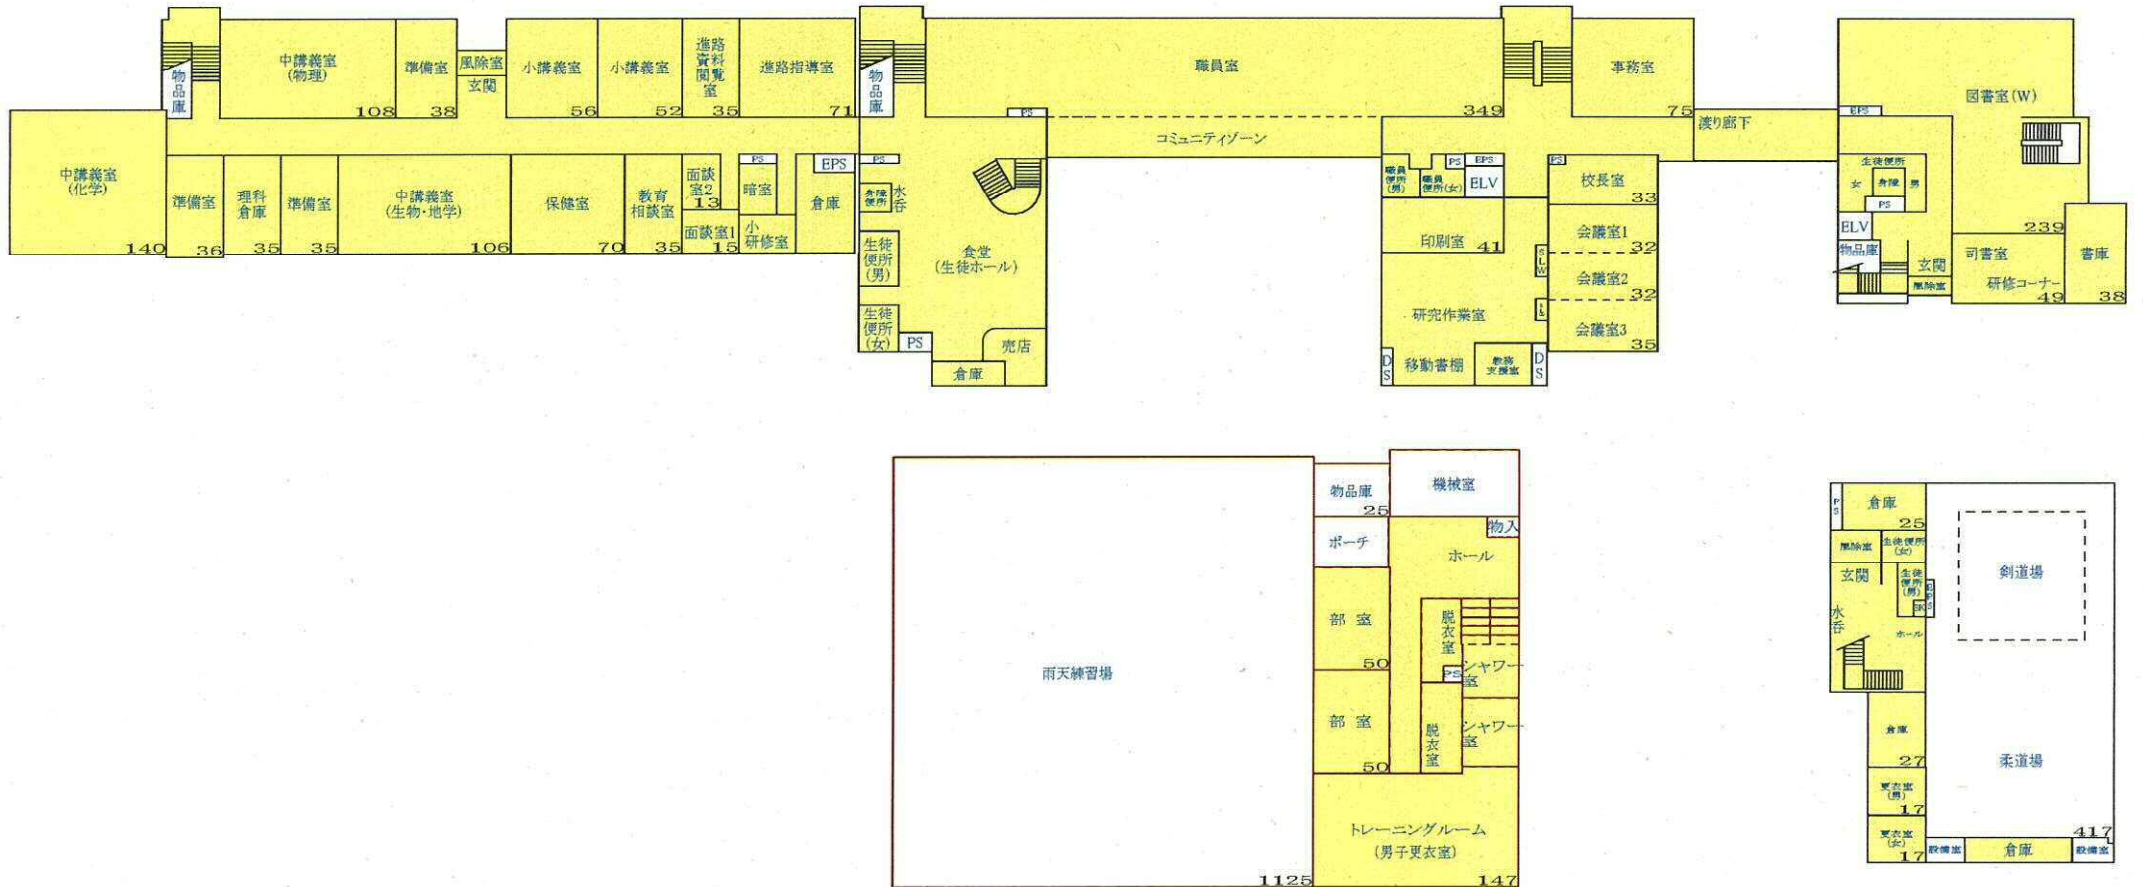 物
品
庫
中講義室
(物理)
108
準備室
38
風除室
玄関
小講義室
56
小講義室
52
進路
資料
閲覧
室
35
進路指導室
71
物
品
庫
職員室
349
PS
コミュニティゾーン
事務室
75
渡り廊下
図書室(W)
239
EPS
中講義室
(化学)
140
準備室
36
理科
倉庫
35
準備室
35
中講義室
(生物・地学)
106
保健室
70
教育
相談室
35
面談
室2
13
面談室1
15
PS
暗室
小
研修室
EPS
倉庫
PS
身障
便所
水
呑
生徒
便所
(男)
生徒
便所
(女)
PS
食堂
(生徒ホール)
売店
倉庫
職員
便所
(男)
職員
便所(女)
PS
EPS
ELV
印刷室
41
研究作業室
移動書棚
教務
支援室
D
S
D
S
PS
校長室
33
会議室1
32
会議室2
32
会議室3
35
生徒便所
女
身障
男
PS
ELV
物品庫
玄関
風除室
司書室
研修コーナー
49
書庫
38
雨天練習場
1125
物品庫
25
機械室
ポーチ
物入
ホール
部 室
50
部 室
50
脱
衣
室
PS
シャワー
室
脱
衣
室
シャワー
室
トレーニングルーム
(男子更衣室)
147
P
S
倉庫
25
風除室
生徒便所
(女)
玄関
生徒
便所
(男)
SK
E
P
S
水
呑
ホール
剣道場
柔道場
417
倉庫
27
更衣室
(男)
17
更衣室
(女)
17
設備室
倉庫
設備室